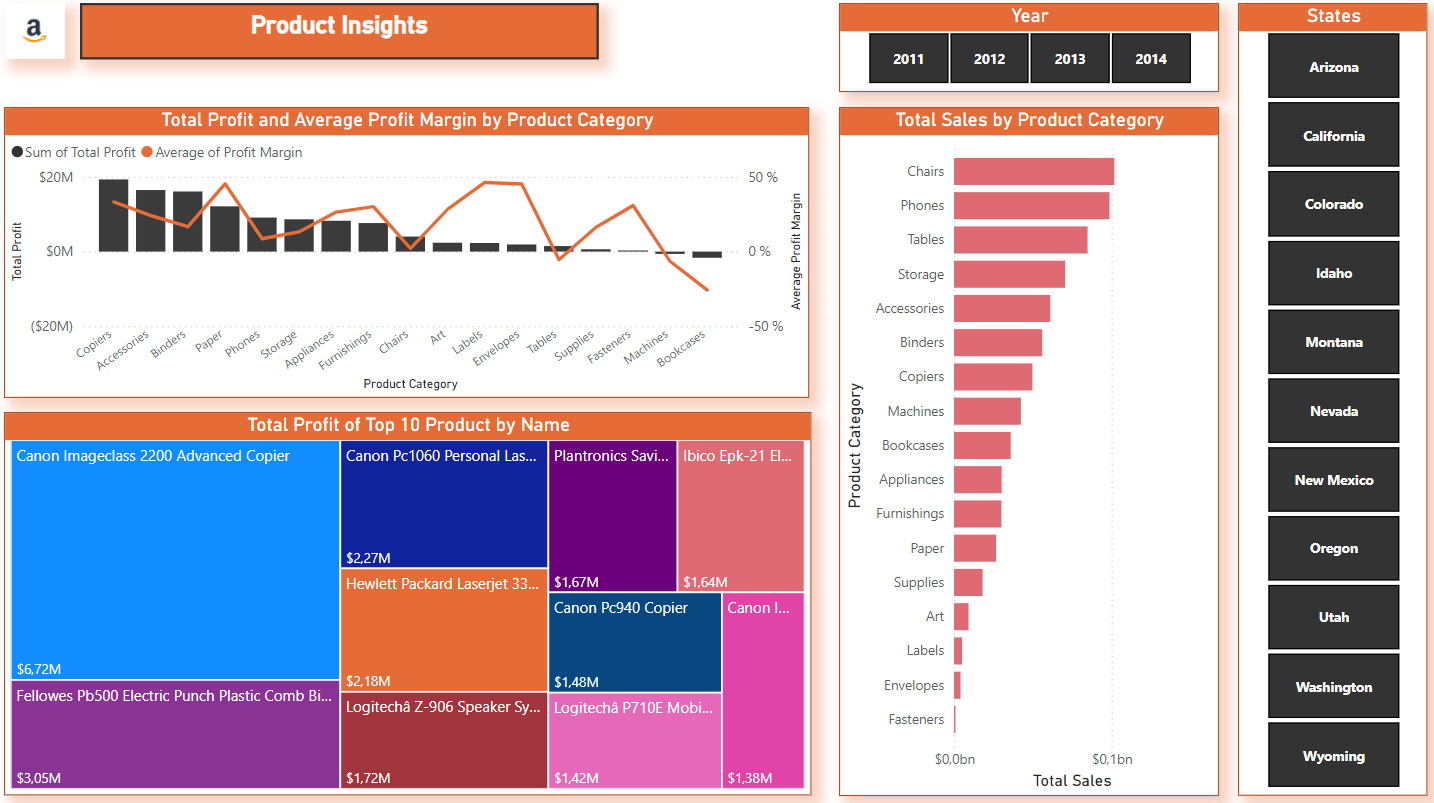 a
Product Insights
Year
2011
2012
2013
2014
States
Arizona
California
Colorado
Idaho
Montana
Nevada
New Mexico
Oregon
Utah
Washington
Wyoming
Total Profit and Average Profit Margin by Product Category
Sum of Total Profit
Average of Profit Margin
$20M
$0M
($20M)
Total Profit
50 %
0 %
-50 %
Average Profit Margin
Copiers
Accessories
Binders
Paper
Phones
Storage
Appliances
Furnishings
Chairs
Art
Labels
Envelopes
Tables
Supplies
Fasteners
Machines
Bookcases
Product Category
Total Profit of Top 10 Product by Name
Canon Imageclass 2200 Advanced Copier
$6,72M
Fellowes Pb500 Electric Punch Plastic Comb Bi...
$3,05M
Canon Pc1060 Personal Las...
$2,27M
Hewlett Packard Laserjet 33...
$2,18M
Logitechâ Z-906 Speaker Sy...
$1,72M
Plantronics Savi...
$1,67M
Ibico Epk-21 El...
$1,64M
Canon Pc940 Copier
$1,48M
Logitechâ P710E Mobi...
$1,42M
Canon I...
$1,38M
Total Sales by Product Category
Product Category
Chairs
Phones
Tables
Storage
Accessories
Binders
Copiers
Machines
Bookcases
Appliances
Furnishings
Paper
Supplies
Art
Labels
Envelopes
Fasteners
$0,0bn
$0,1bn
Total Sales